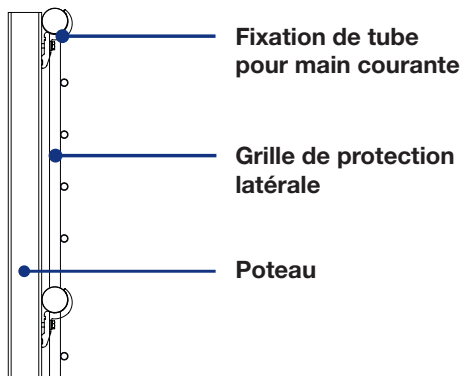 Fixation de tube
pour main courante
Grille de protection
latérale
Poteau